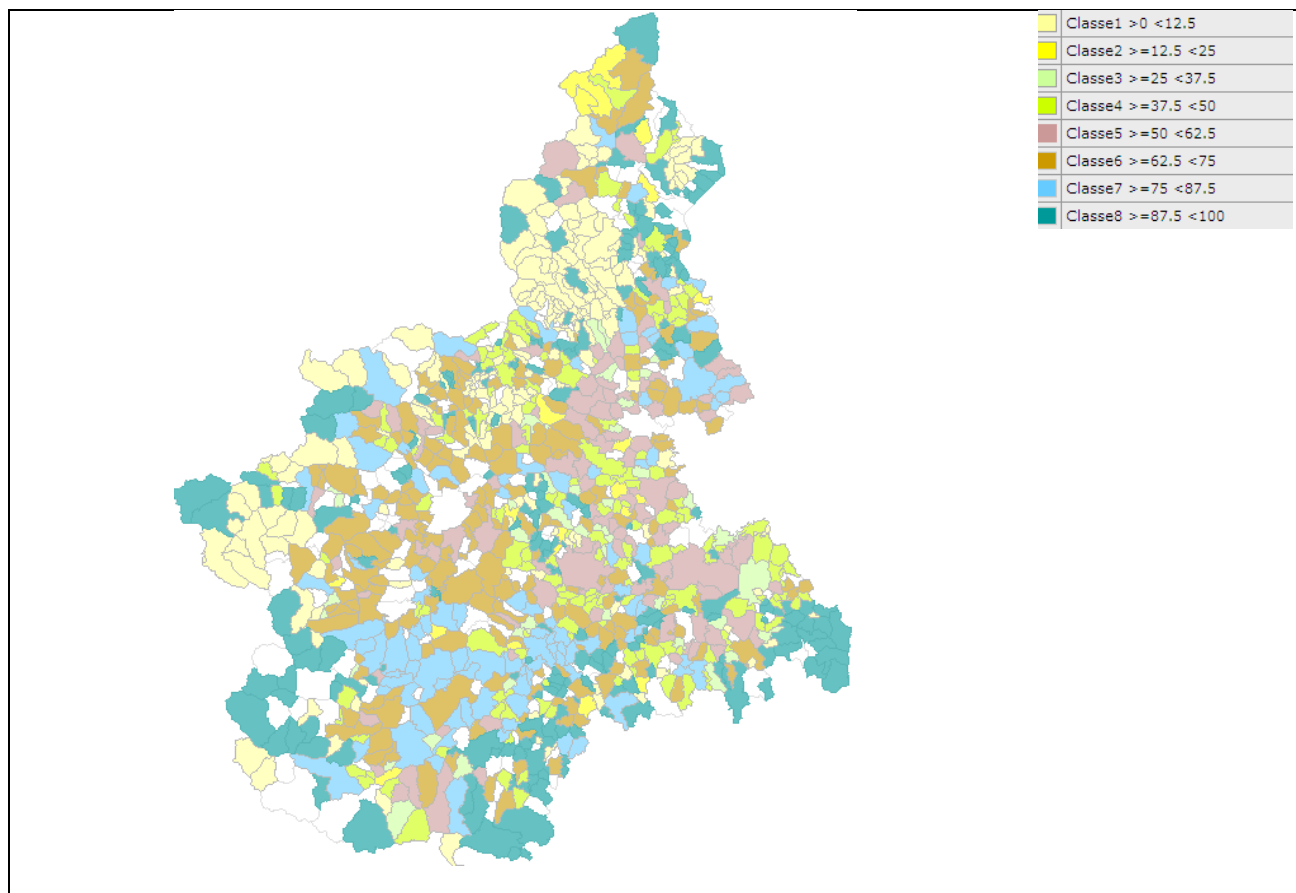 Classe1 >0 <12.5
Classe2 >=12.5 <25
Classe3 >=25 <37.5
Classe4 >=37.5 <50
Classe5 >=50 <62.5
Classe6 >=62.5 <75
Classe7 >=75 <87.5
Classe8 >=87.5 <100